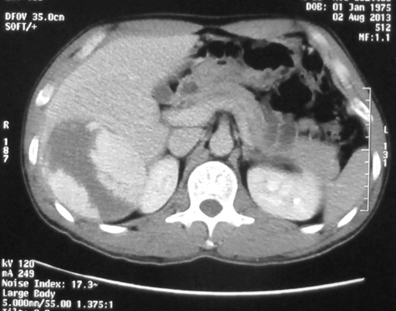 DFOV 35.0cn
SOFT/+
DOB: 01 Jan 1975
02 Aug 2013
512
MF:1.1
R
187
L
131
kV 120
mA 249
Noise Index: 17.3~
Large Body
5.000mm/55.00 1.375:1